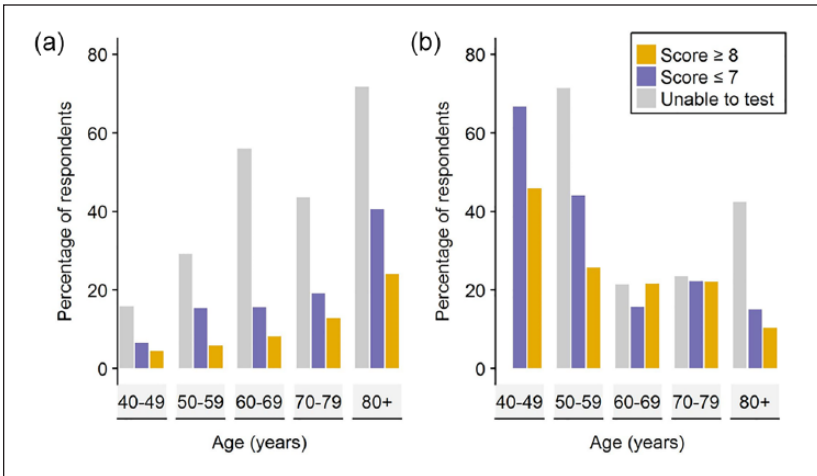 (a)
Percentage of respondents
80
60
40
20
0
40-49 50-59 60-69 70-79 80+
Age (years)
(b)
Score ≥ 8
Score ≤ 7
Unable to test
Percentage of respondents
80
60
40
20
0
40-49 50-59 60-69 70-79 80+
Age (years)